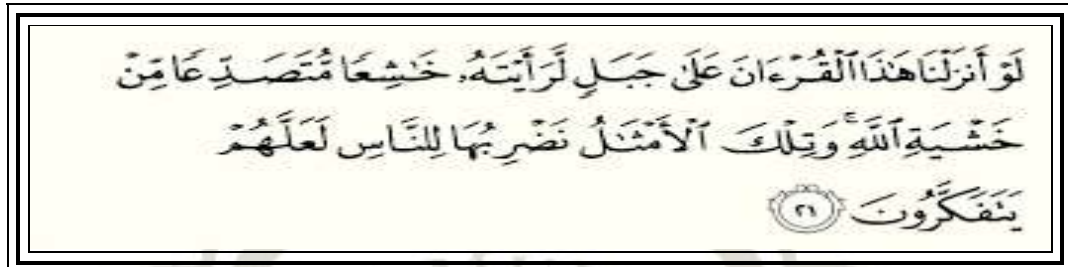 لَوْ أَنزَلْنَا هَٰذَا ٱلْقُرْءَانَ عَلَىٰ جَبَلٍ لَّرَأَيْتَهُۥ خَٰشِعًا مُّتَصَدِّعًا مِّنْ
خَشْيَةِ ٱللَّهِ ۚ وَتِلْكَ ٱلْأَمْثَٰلُ نَضْرِبُهَا لِلنَّاسِ لَعَلَّهُمْ
يَتَفَكَّرُونَ ٢١